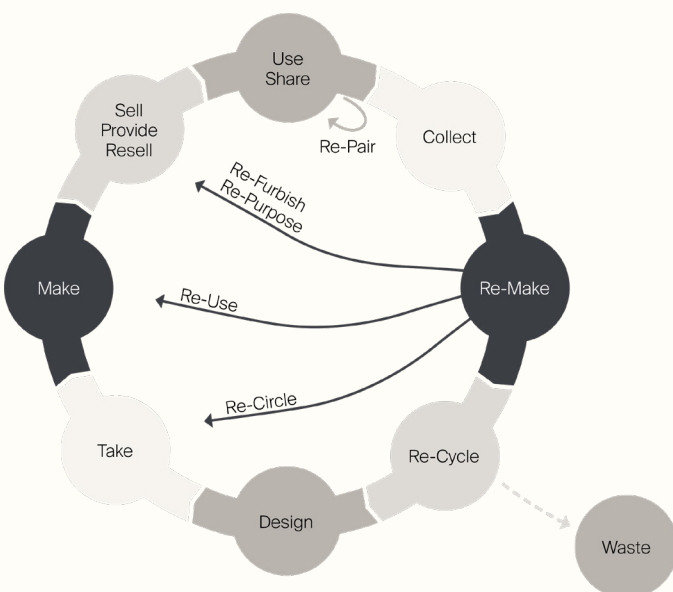 Use
Share
Sell
Provide
Resell
Collect
Re-Pair
Re-Furbish
Re-Purpose
Make
Re-Use
Re-Make
Re-Circle
Take
Re-Cycle
Design
Waste